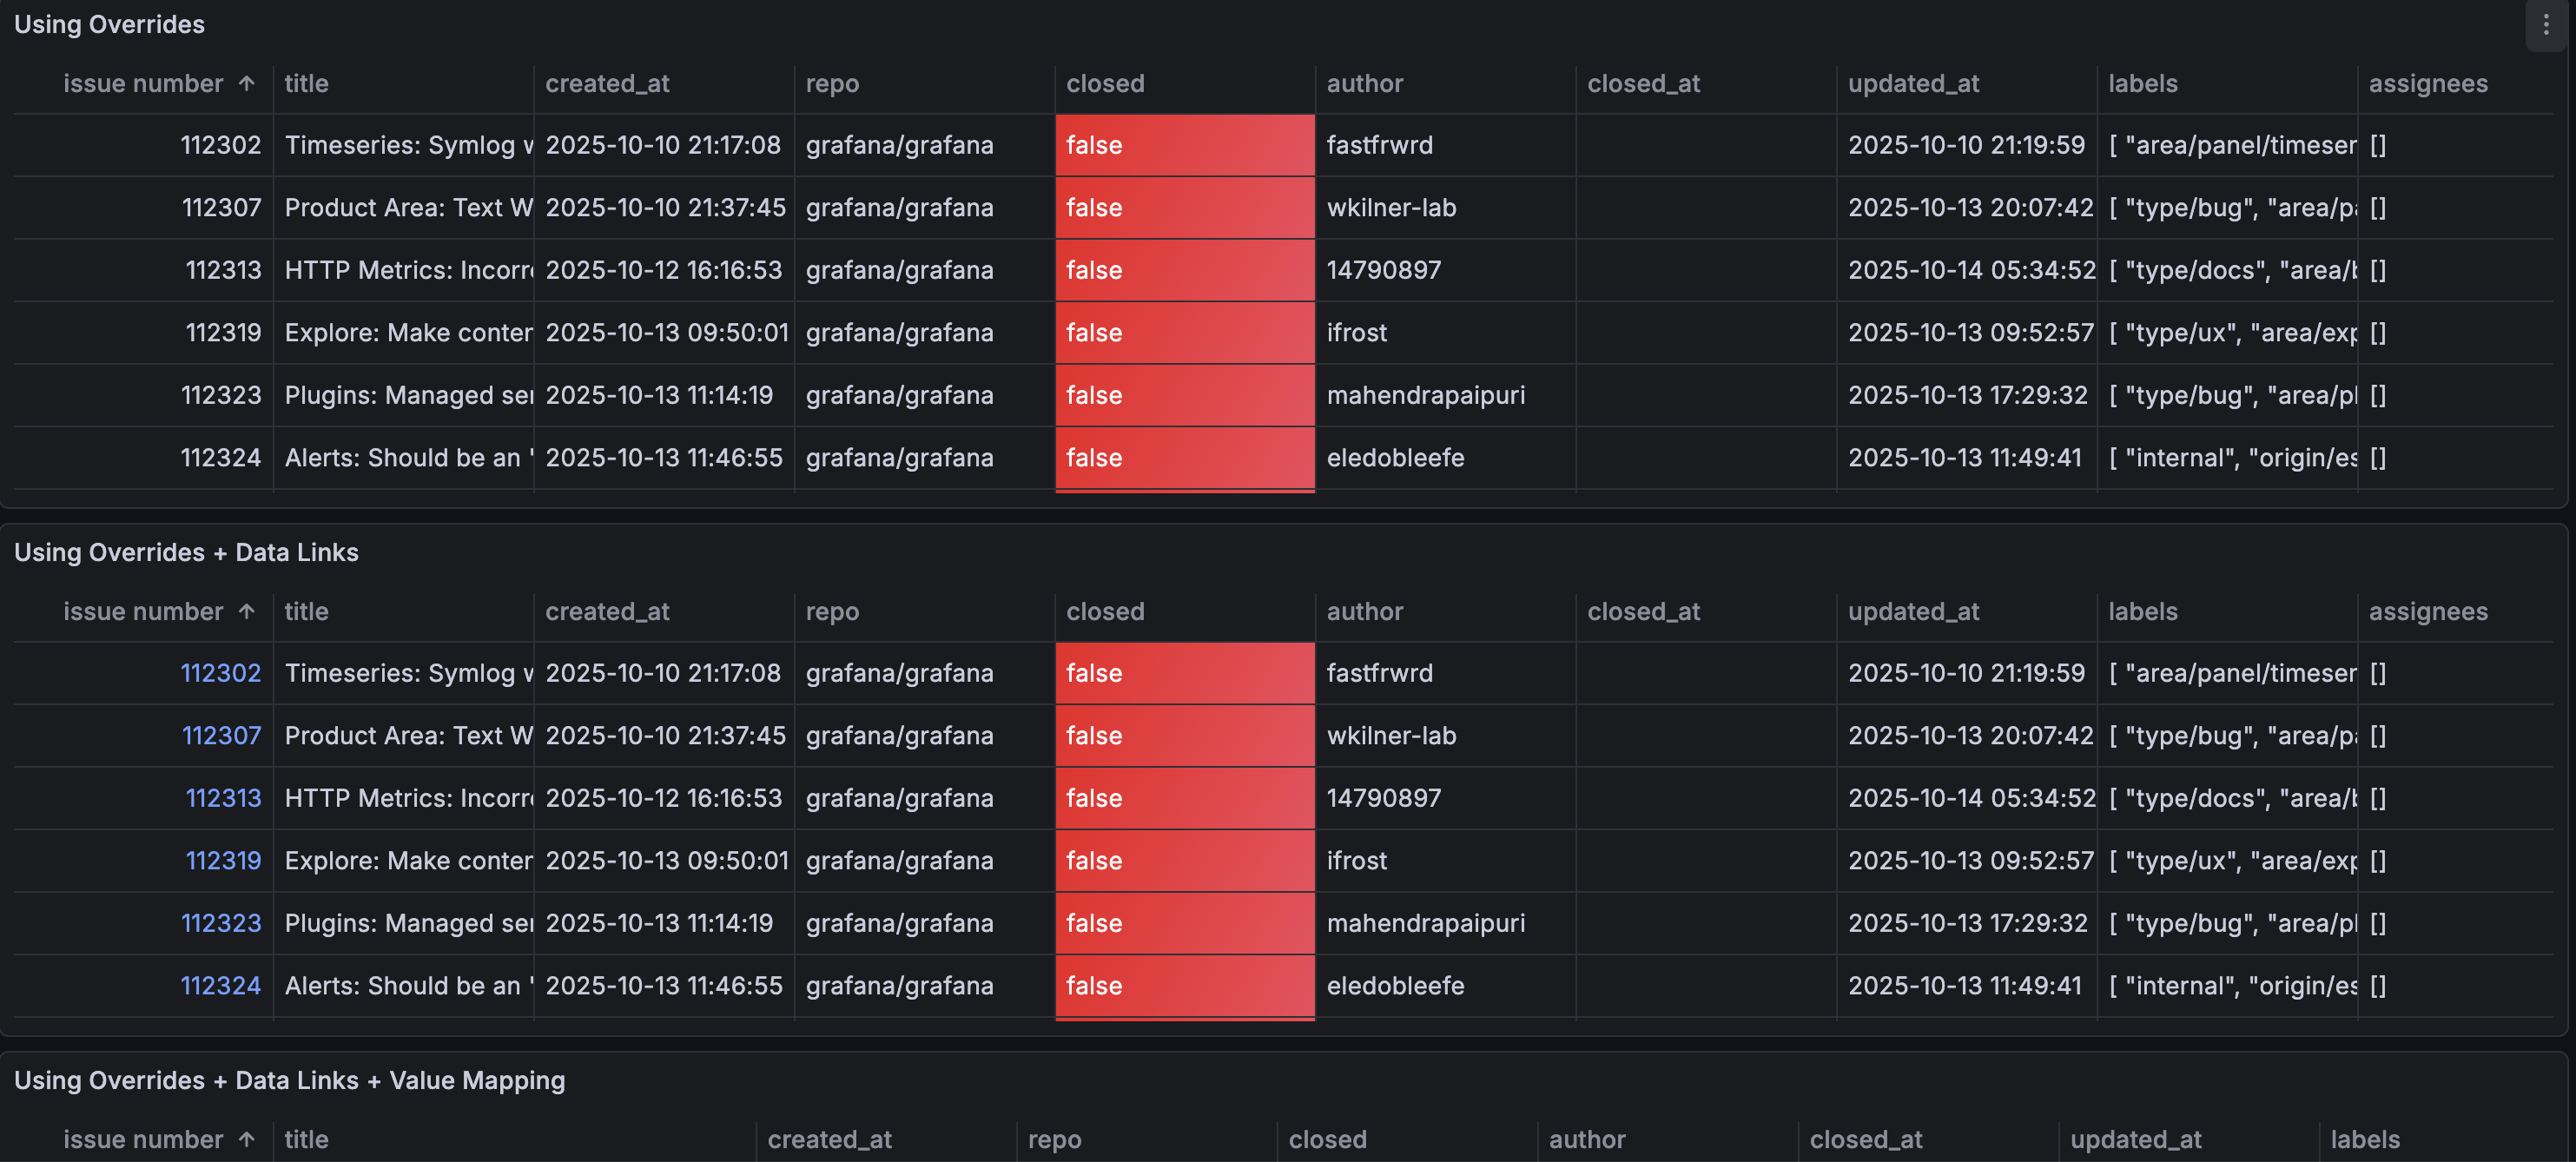 Using Overrides
issue number ↑ title created_at repo closed author closed_at updated_at labels assignees
112302 Timeseries: Symlog 2025-10-10 21:17:08 grafana/grafana false fastfrwrd 2025-10-10 21:19:59 [ "area/panel/timeser []
112307 Product Area: Text W 2025-10-10 21:37:45 grafana/grafana false wkilner-lab 2025-10-13 20:07:42 [ "type/bug", "area/pa []
112313 HTTP Metrics: Incorr 2025-10-12 16:16:53 grafana/grafana false 14790897 2025-10-14 05:34:52 [ "type/docs", "area/b []
112319 Explore: Make conter 2025-10-13 09:50:01 grafana/grafana false ifrost 2025-10-13 09:52:57 [ "type/ux", "area/exp []
112323 Plugins: Managed ser 2025-10-13 11:14:19 grafana/grafana false mahendrapaipuri 2025-10-13 17:29:32 [ "type/bug", "area/pl []
112324 Alerts: Should be an ' 2025-10-13 11:46:55 grafana/grafana false eledobleefe 2025-10-13 11:49:41 [ "internal", "origin/es []
Using Overrides + Data Links
issue number ↑ title created_at repo closed author closed_at updated_at labels assignees
112302 Timeseries: Symlog 2025-10-10 21:17:08 grafana/grafana false fastfrwrd 2025-10-10 21:19:59 [ "area/panel/timeser []
112307 Product Area: Text W 2025-10-10 21:37:45 grafana/grafana false wkilner-lab 2025-10-13 20:07:42 [ "type/bug", "area/pa []
112313 HTTP Metrics: Incorr 2025-10-12 16:16:53 grafana/grafana false 14790897 2025-10-14 05:34:52 [ "type/docs", "area/b []
112319 Explore: Make conter 2025-10-13 09:50:01 grafana/grafana false ifrost 2025-10-13 09:52:57 [ "type/ux", "area/exp []
112323 Plugins: Managed ser 2025-10-13 11:14:19 grafana/grafana false mahendrapaipuri 2025-10-13 17:29:32 [ "type/bug", "area/pl []
112324 Alerts: Should be an ' 2025-10-13 11:46:55 grafana/grafana false eledobleefe 2025-10-13 11:49:41 [ "internal", "origin/es []
Using Overrides + Data Links + Value Mapping
issue number ↑ title created_at repo closed author closed_at updated_at labels